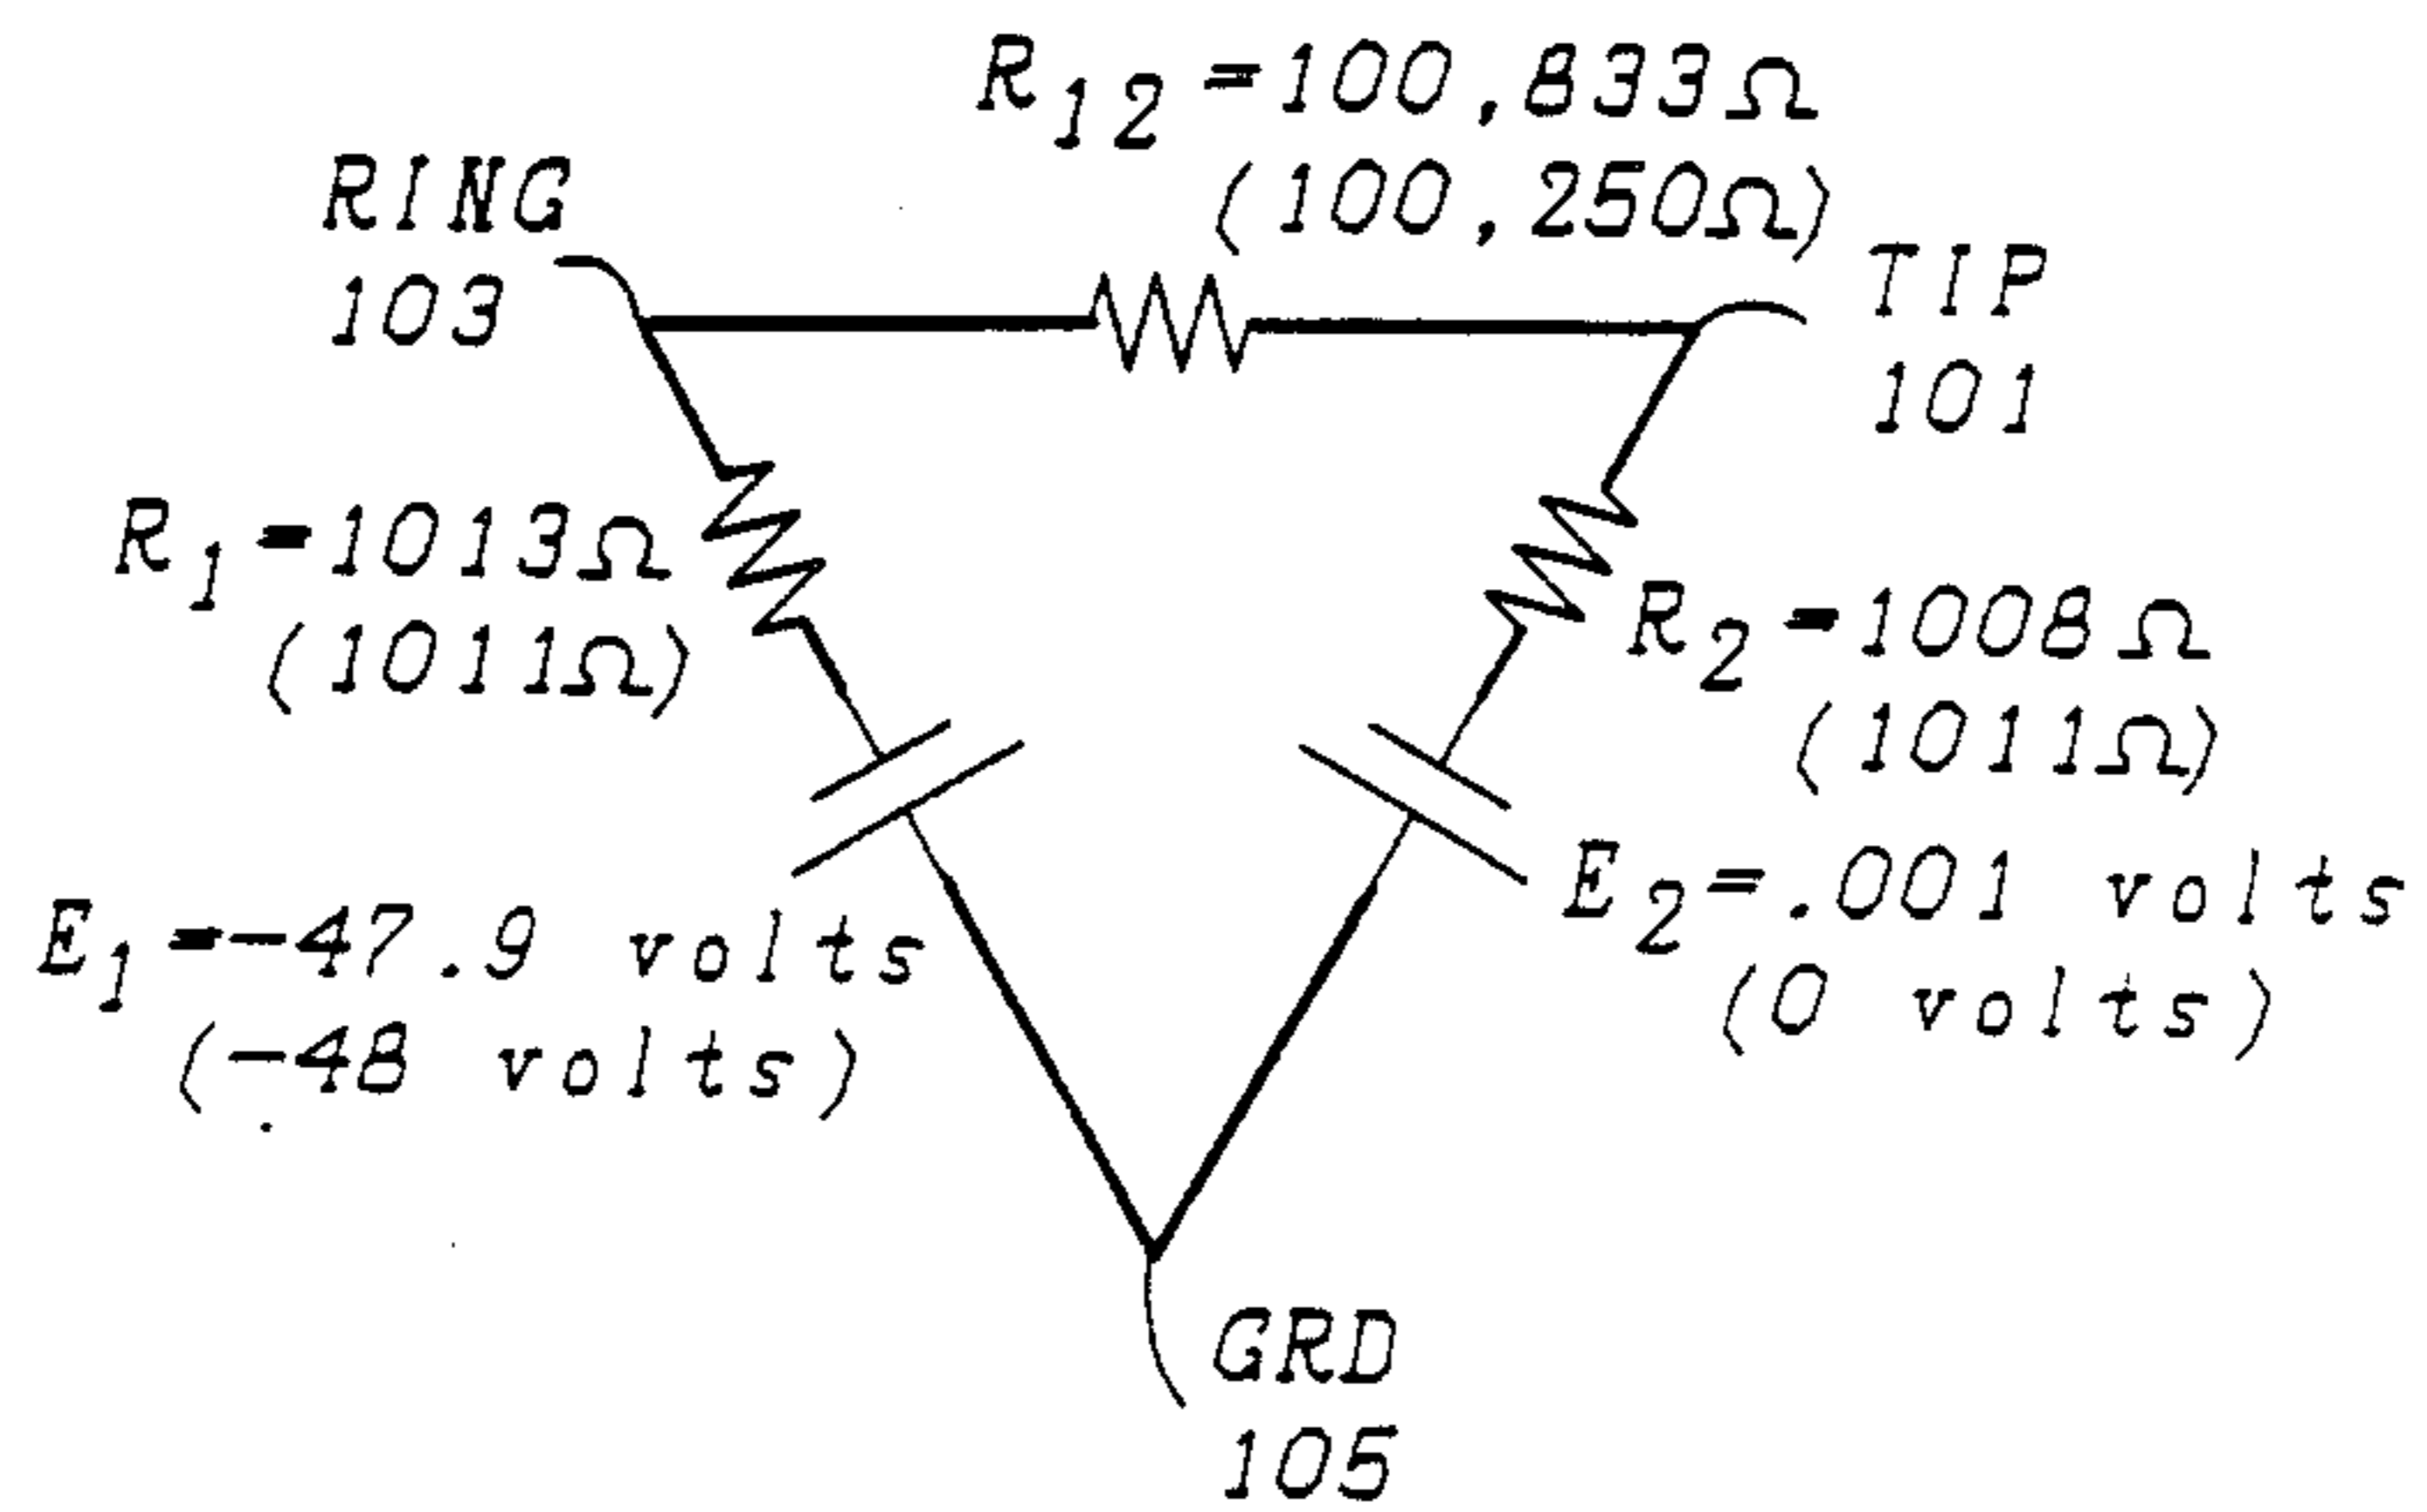 R12=100,833Ω
(100,250Ω)
RING
103
TIP
101
R1=1013Ω
(1011Ω)
R2=1008Ω
(1011Ω)
E1=-47.9 volts
(-48 volts)
E2=.001 volts
(0 volts)
GRD
105